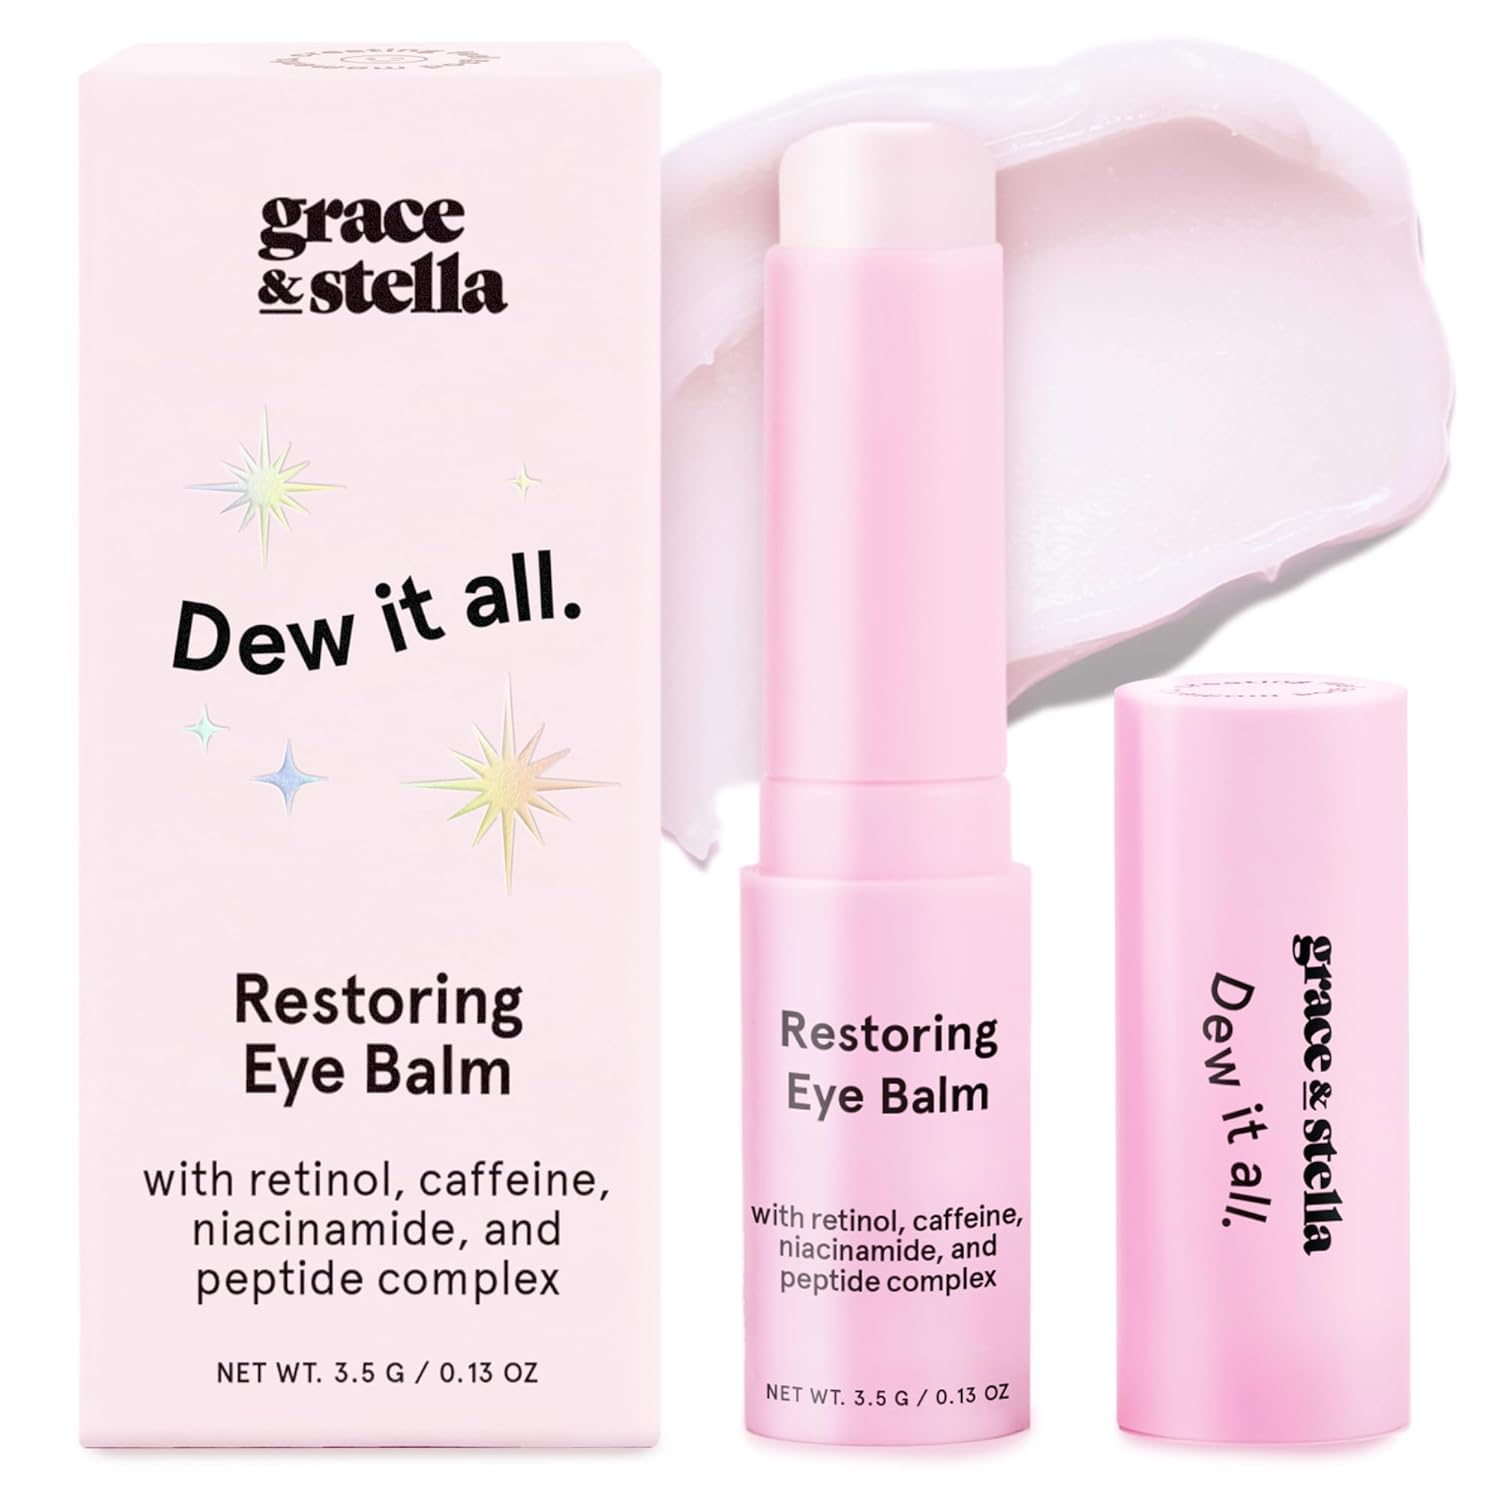 grace
& stella
Dew it all.
Restoring
Eye Balm
with retinol, caffeine,
niacinamide, and
peptide complex
NET WT. 3.5 G / 0.13 OZ
Restoring
Eye Balm
with retinol, caffeine,
niacinamide, and
peptide complex
NET WT. 3.5 G / 0.13 OZ
grace & stella
Dew it all.